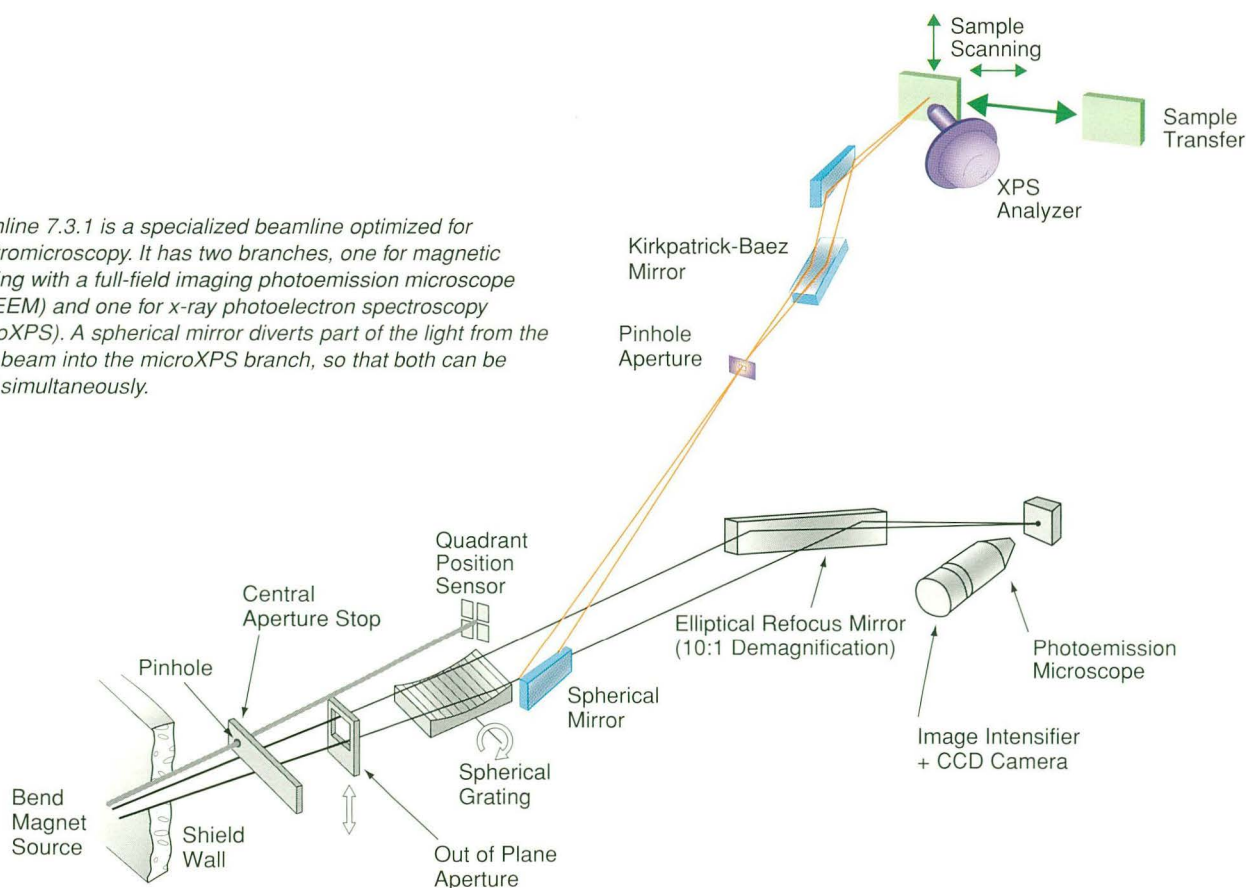 Sample
Scanning
Sample
Transfer
XPS
Analyzer
nline 7.3.1 is a specialized beamline optimized for
romicroscopy. It has two branches, one for magnetic
ing with a full-field imaging photoemission microscope
EEM) and one for x-ray photoelectron spectroscopy
oXPS). A spherical mirror diverts part of the light from the
beam into the microXPS branch, so that both can be
simultaneously.
Kirkpatrick-Baez
Mirror
Pinhole
Aperture
Quadrant
Position
Sensor
Central
Aperture Stop
Pinhole
Elliptical Refocus Mirror
(10:1 Demagnification)
Photoemission
Microscope
Spherical
Mirror
Image Intensifier
+ CCD Camera
Spherical
Grating
Bend
Magnet
Source
Shield
Wall
Out of Plane
Aperture